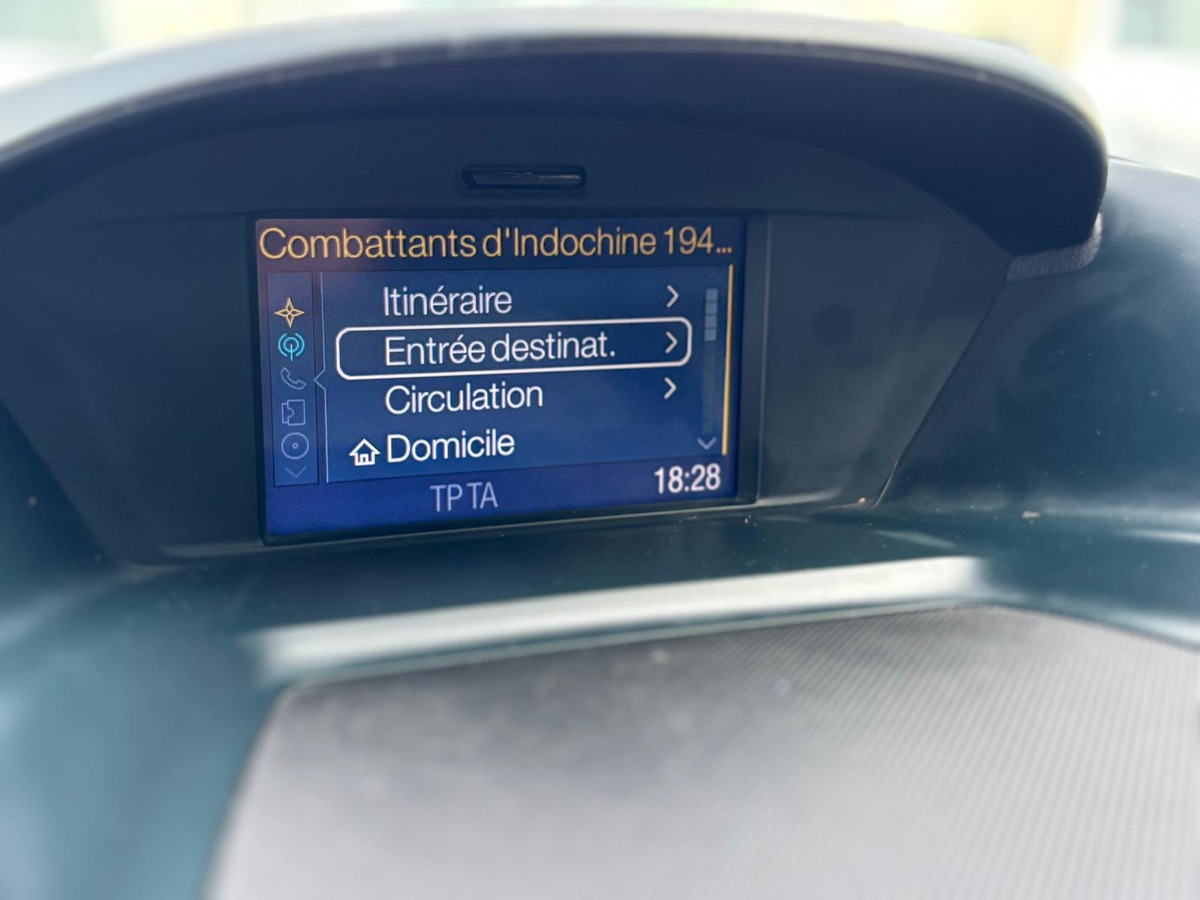 Combattants d'Indochine 194...
Itinéraire
Entrée destinat.
Circulation
Domicile
TP TA
18:28